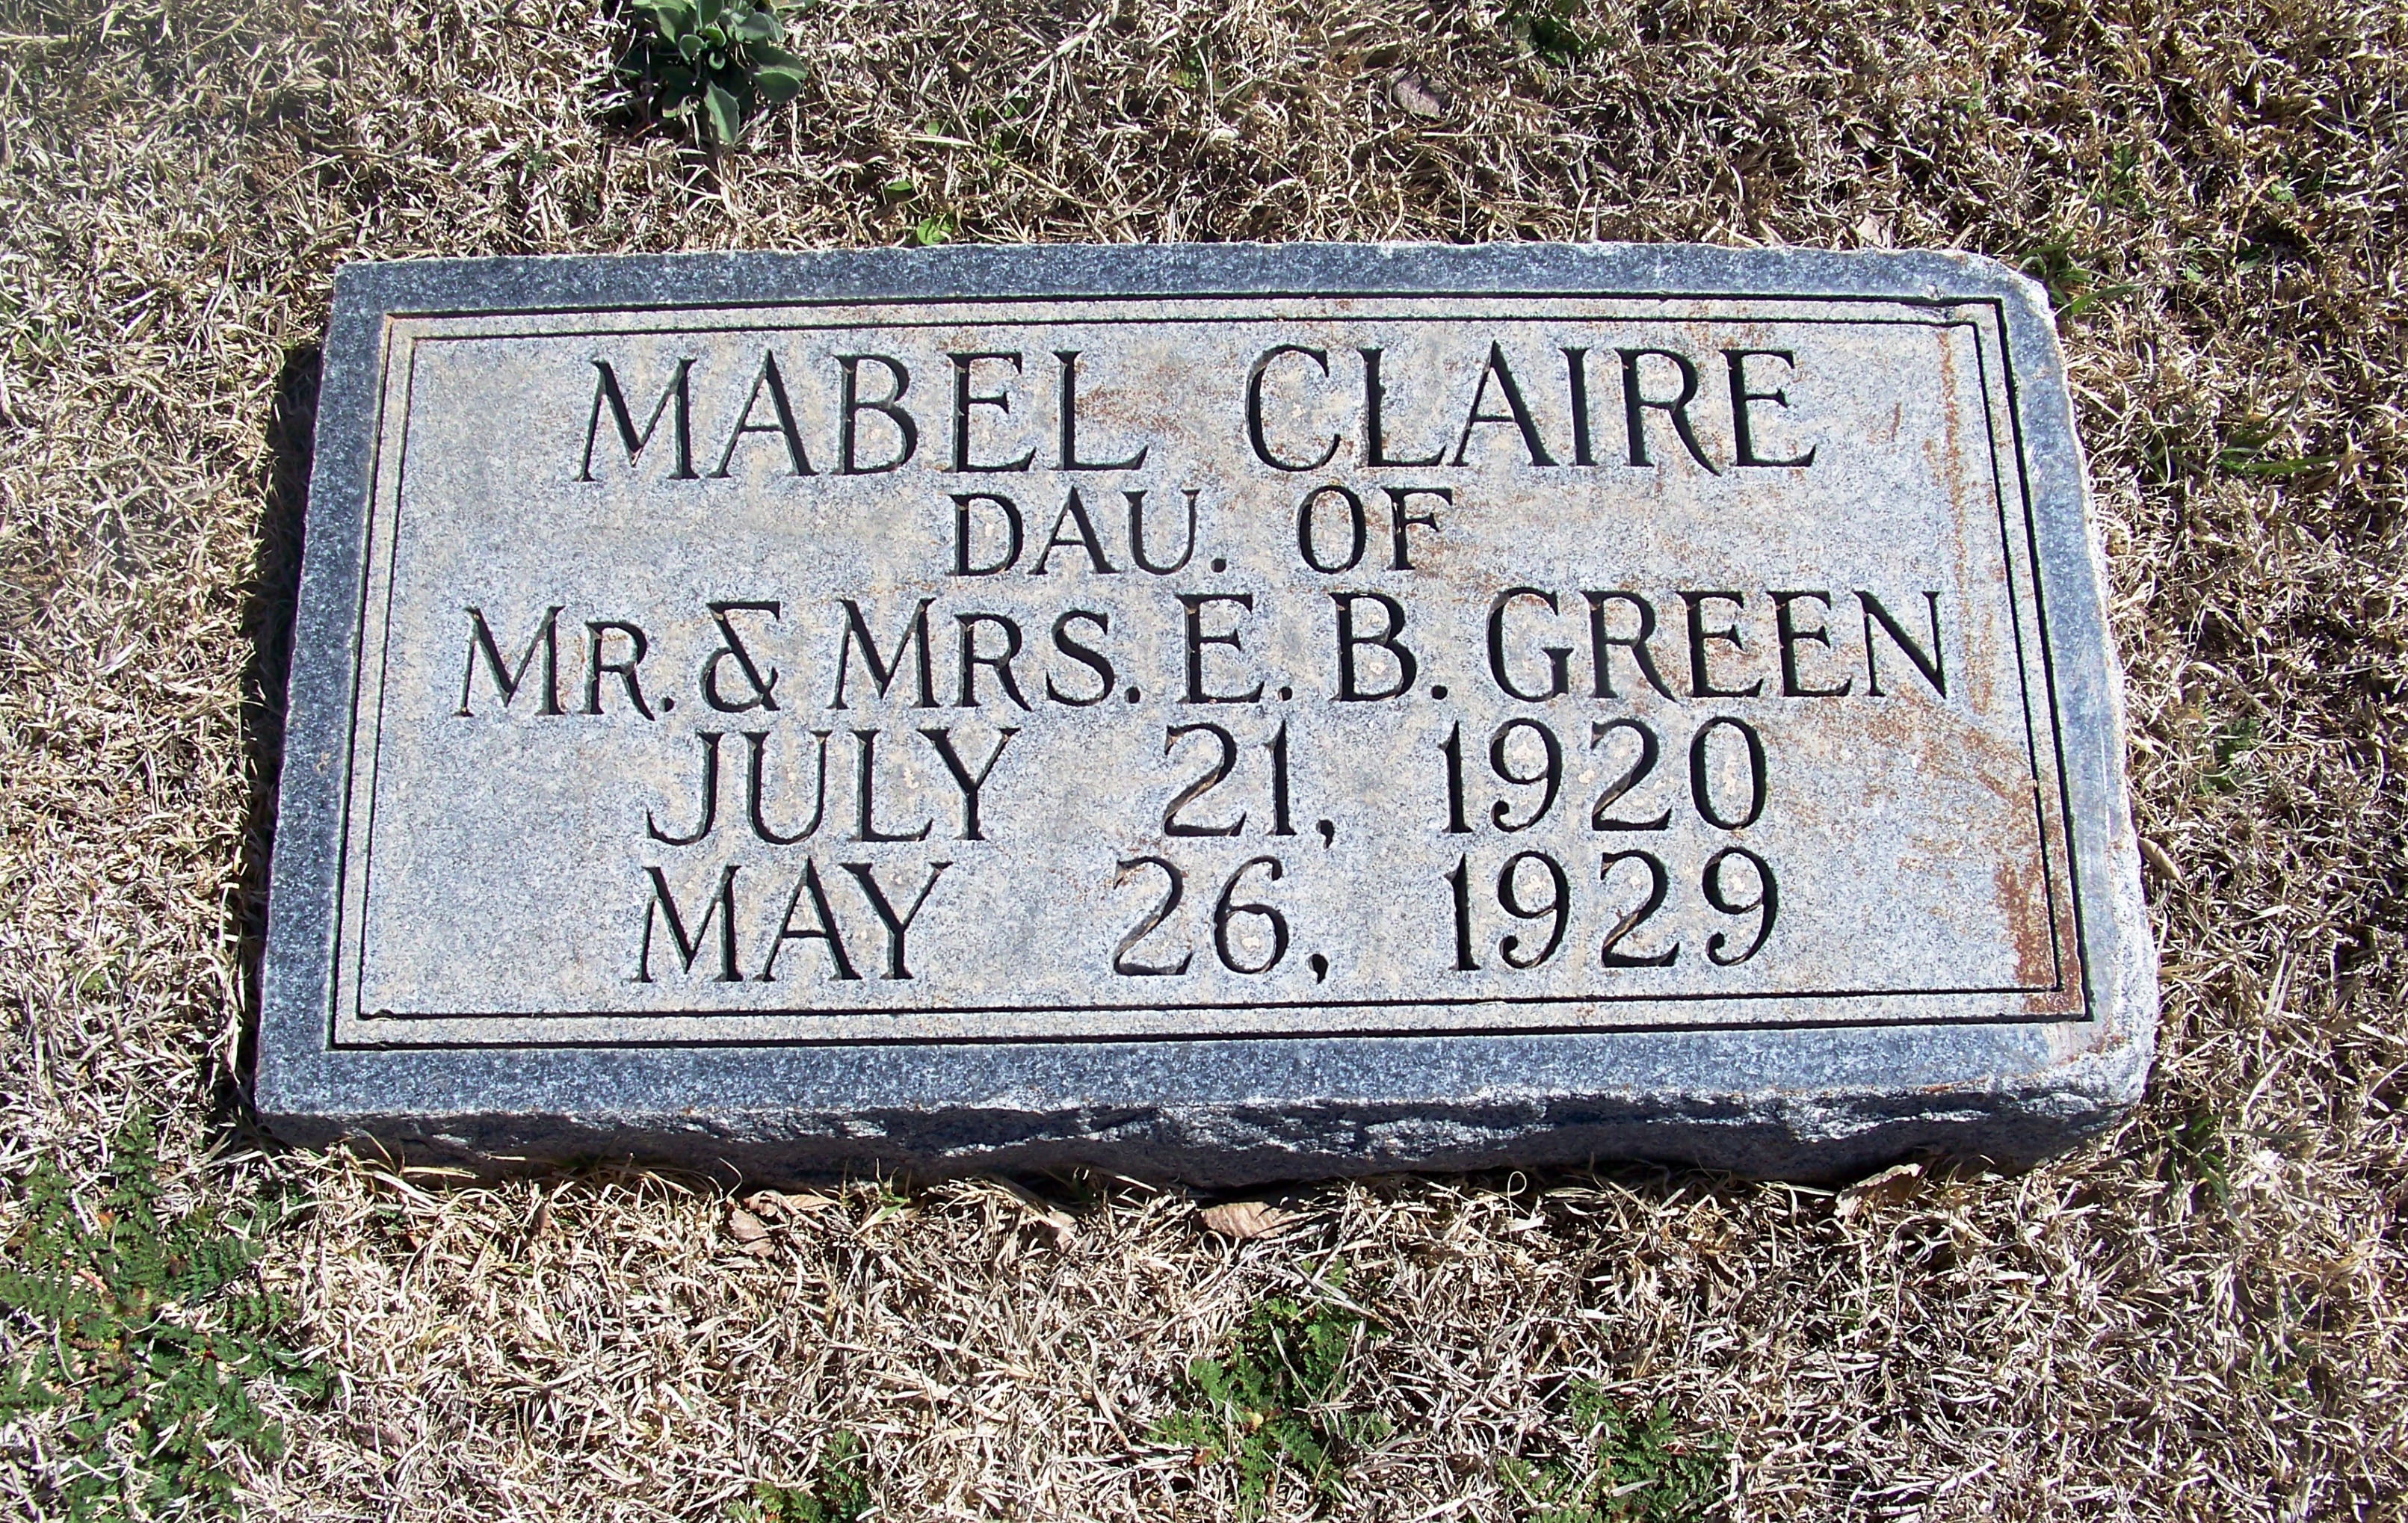 MABEL CLAIRE
DAU. OF
MR. & MRS. E. B. GREEN
JULY 21, 1920
MAY 26, 1929